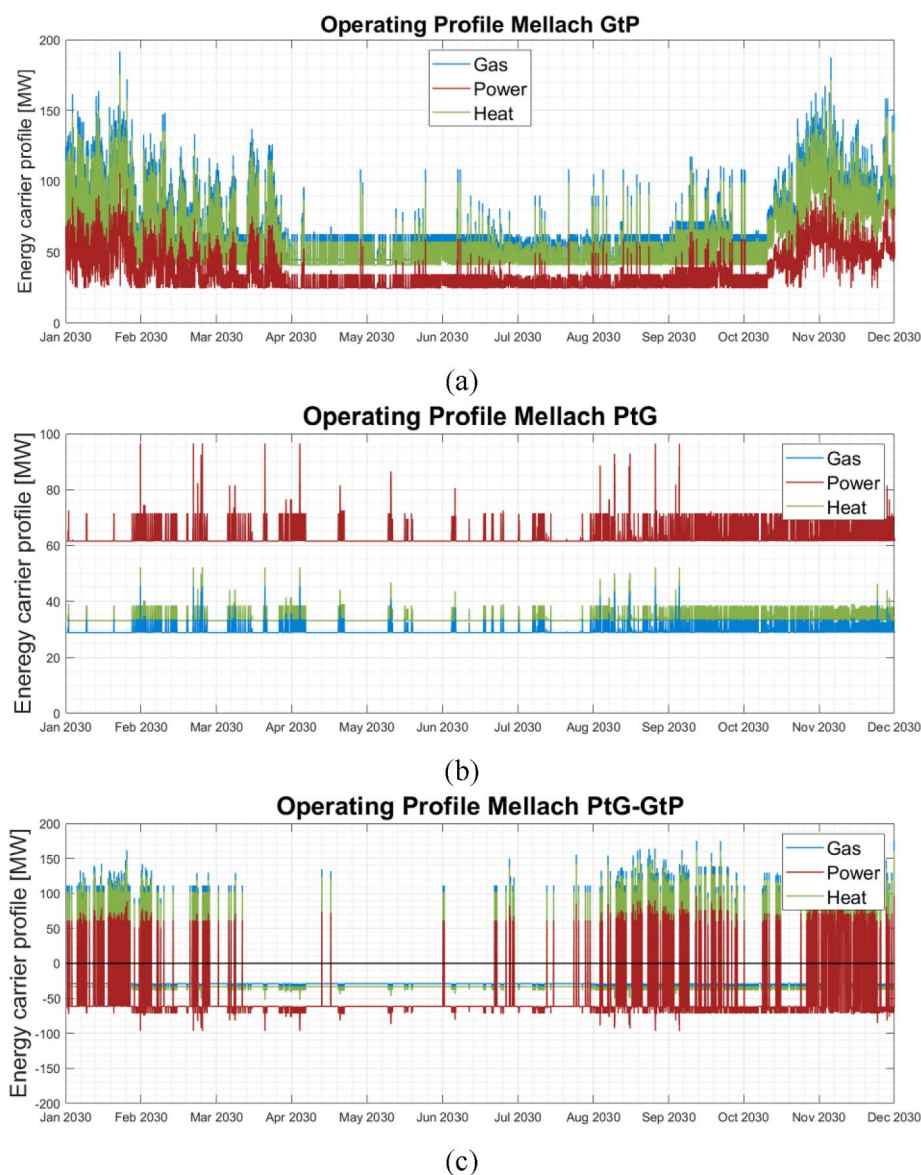 Operating Profile Mellach GtP
Energy carrier profile [MW]
200
150
100
50
0
Gas
Power
Heat
Jan 2030 Feb 2030 Mar 2030 Apr 2030 May 2030 Jun 2030 Jul 2030 Aug 2030 Sep 2030 Oct 2030 Nov 2030 Dec 2030
(a)
Operating Profile Mellach PtG
Eneregy carrier profile [MW]
100
80
60
40
20
0
Gas
Power
Heat
Jan 2030 Feb 2030 Mar 2030 Apr 2030 May 2030 Jun 2030 Jul 2030 Aug 2030 Sep 2030 Oct 2030 Nov 2030 Dec 2030
(b)
Operating Profile Mellach PtG-GtP
Energy carrier profile [MW]
200
150
100
50
0
-50
-100
-150
-200
Gas
Power
Heat
Jan 2030 Feb 2030 Mar 2030 Apr 2030 May 2030 Jun 2030 Jul 2030 Aug 2030 Sep 2030 Oct 2030 Nov 2030 Dec 2030
(c)